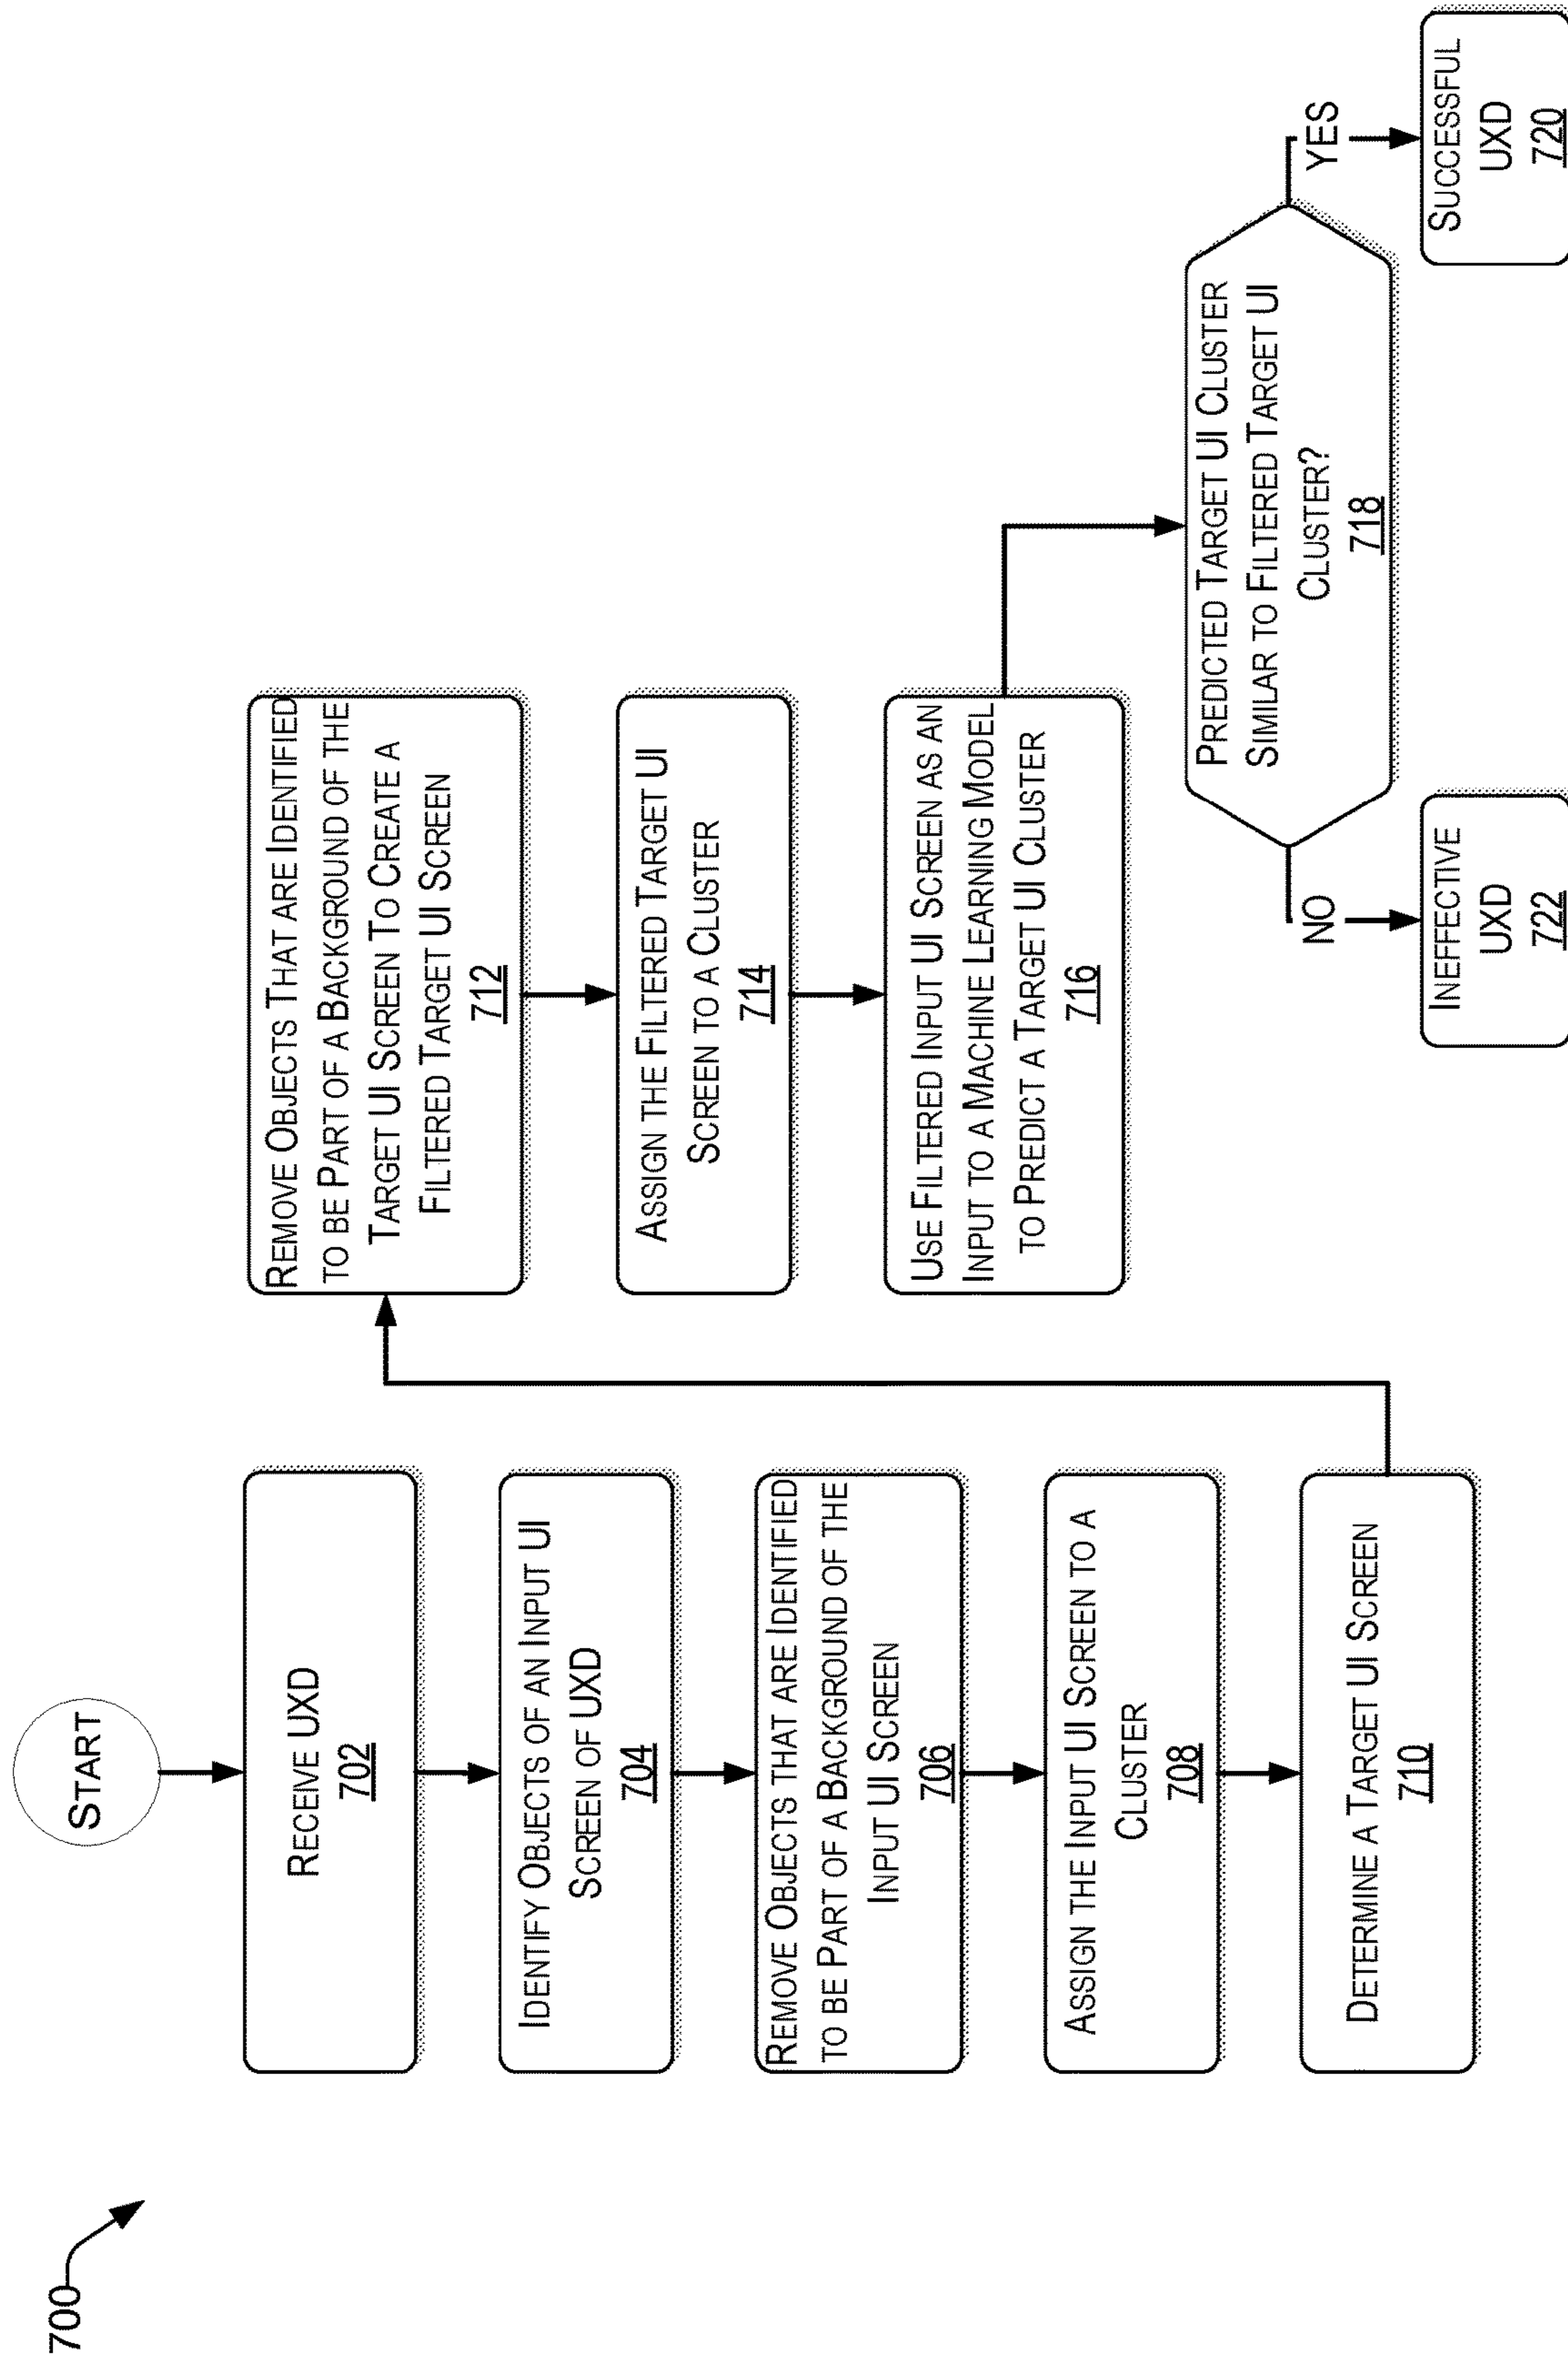 700
START
RECEIVE UXD
702
IDENTIFY OBJECTS OF AN INPUT UI
SCREEN OF UXD
704
REMOVE OBJECTS THAT ARE IDENTIFIED
TO BE PART OF A BACKGROUND OF THE
INPUT UI SCREEN
706
ASSIGN THE INPUT UI SCREEN TO A
CLUSTER
708
DETERMINE A TARGET UI SCREEN
710
REMOVE OBJECTS THAT ARE IDENTIFIED
TO BE PART OF A BACKGROUND OF THE
TARGET UI SCREEN TO CREATE A
FILTERED TARGET UI SCREEN
712
ASSIGN THE FILTERED TARGET UI
SCREEN TO A CLUSTER
714
USE FILTERED INPUT UI SCREEN AS AN
INPUT TO A MACHINE LEARNING MODEL
TO PREDICT A TARGET UI CLUSTER
716
PREDICTED TARGET UI CLUSTER
SIMILAR TO FILTERED TARGET UI
CLUSTER?
718
NO
YES
INEFFECTIVE
UXD
722
SUCCESSFUL
UXD
720